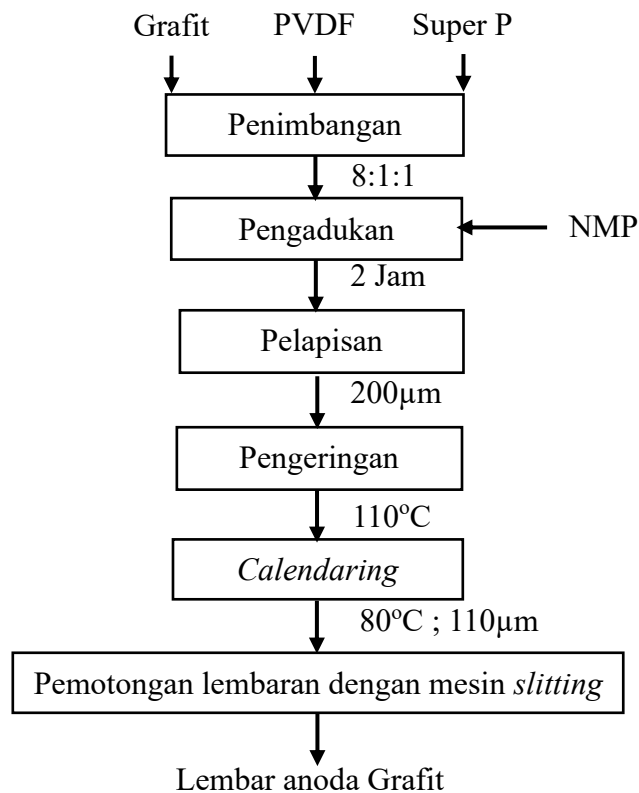 Grafit PVDF Super P
Penimbangan
8:1:1
Pengadukan NMP
2 Jam
Pelapisan
200µm
Pengeringan
110ºC
Calendaring
80ºC ; 110µm
Pemotongan lembaran dengan mesin slitting
Lembar anoda Grafit